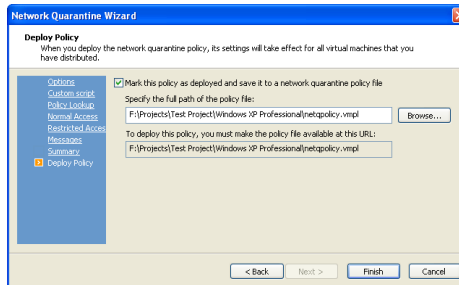 Network Quarantine Wizard
Deploy Policy
When you deploy the network quarantine policy, its settings will take effect for all virtual machines that you
have distributed.
Options
Custom script
Policy Lookup
Normal Access
Restricted Acces
Messages
Summary
Deploy Policy
Mark this policy as deployed and save it to a network quarantine policy file
Specify the full path of the policy file:
F:\Projects\Test Project\Windows XP Professional\netqpolicy.vmpl
Browse...
To deploy this policy, you must make the policy file available at this URL:
F:\Projects\Test Project\Windows XP Professional\netqpolicy.vmpl
< Back
Next >
Finish
Cancel